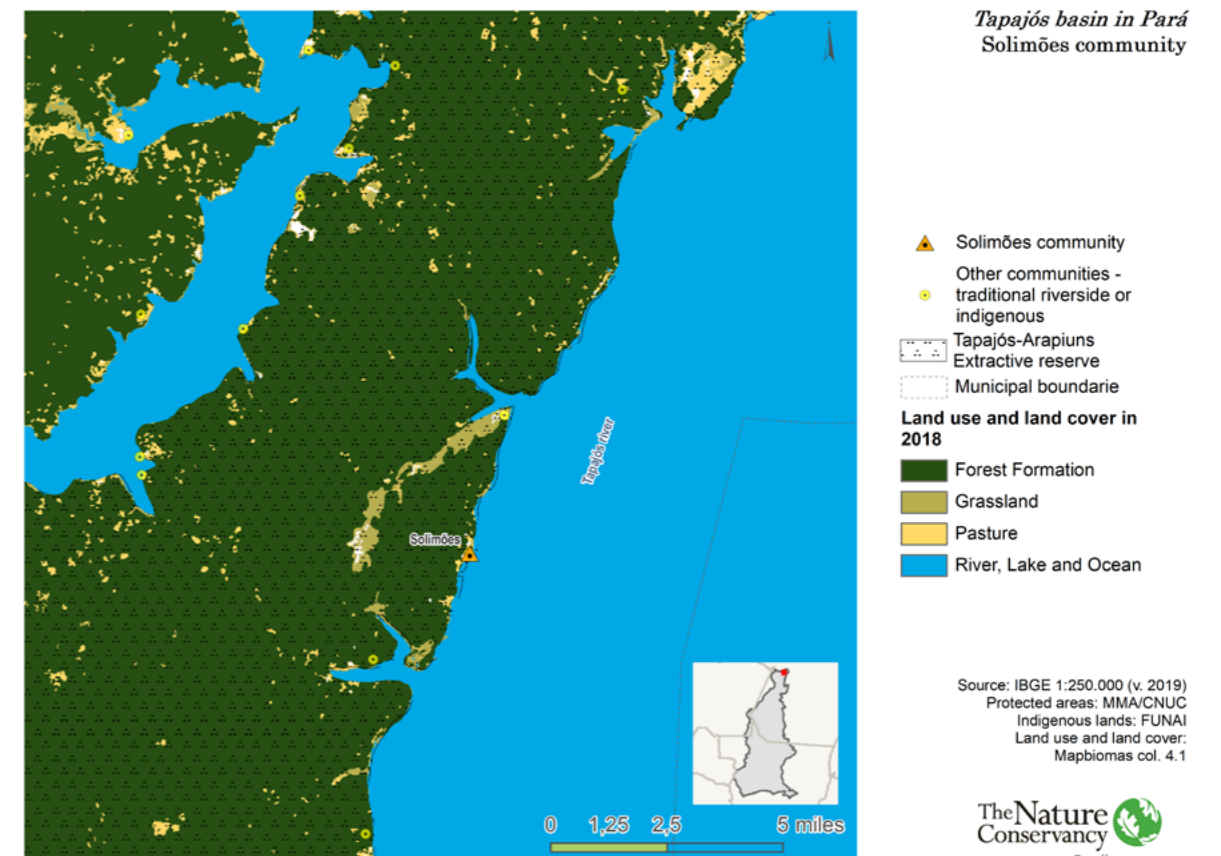 Tapajós basin in Pará
Solimões community
Solimões community
Other communities -
traditional riverside or
indigenous
Tapajós-Arapiuns
Extractive reserve
Municipal boundarie
Land use and land cover in
2018
Forest Formation
Grassland
Pasture
River, Lake and Ocean
Tapajós river
Solimões
0 1,25 2,5 5 miles
Source: IBGE 1:250.000 (v. 2019)
Protected areas: MMA/CNUC
Indigenous lands: FUNAI
Land use and land cover:
Mapbiomas col. 4.1
The Nature
Conservancy